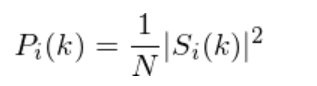 P_i(k) = \frac{1}{N}|S_i(k)|^2